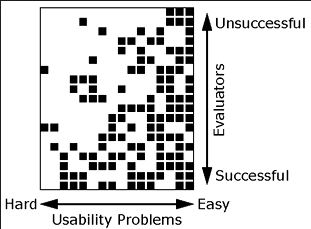 Unsuccessful
Evaluators
Successful
Hard
Easy
Usability Problems